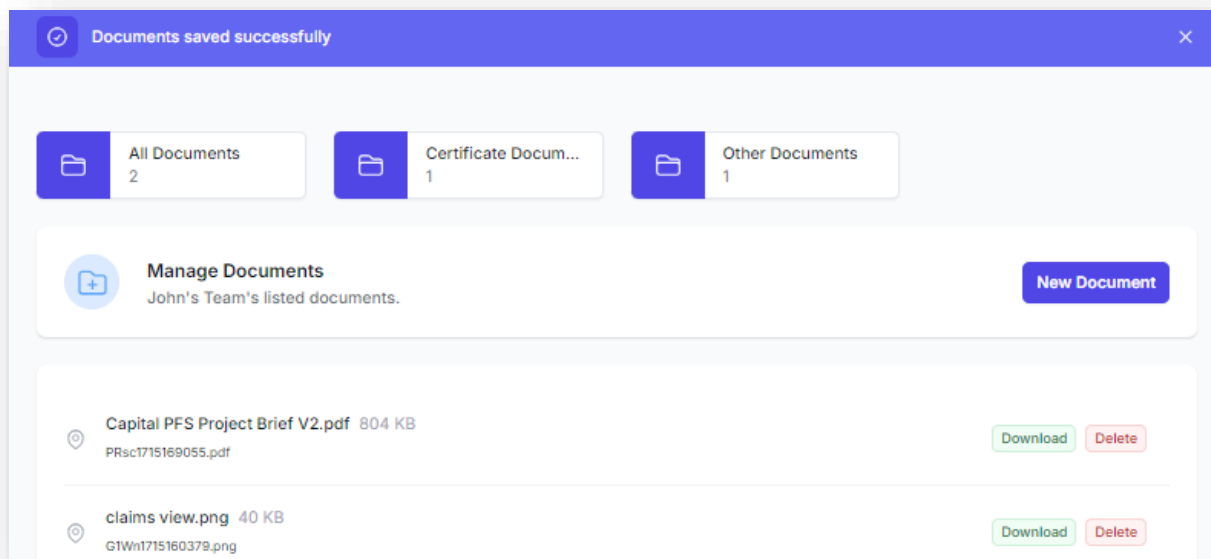 Documents saved successfully
All Documents
2
Certificate Docum...
1
Other Documents
1
Manage Documents
John's Team's listed documents.
New Document
Capital PFS Project Brief V2.pdf 804 KB
PRsc1715169055.pdf
Download Delete
claims view.png 40 KB
G1Wn1715160379.png
Download Delete